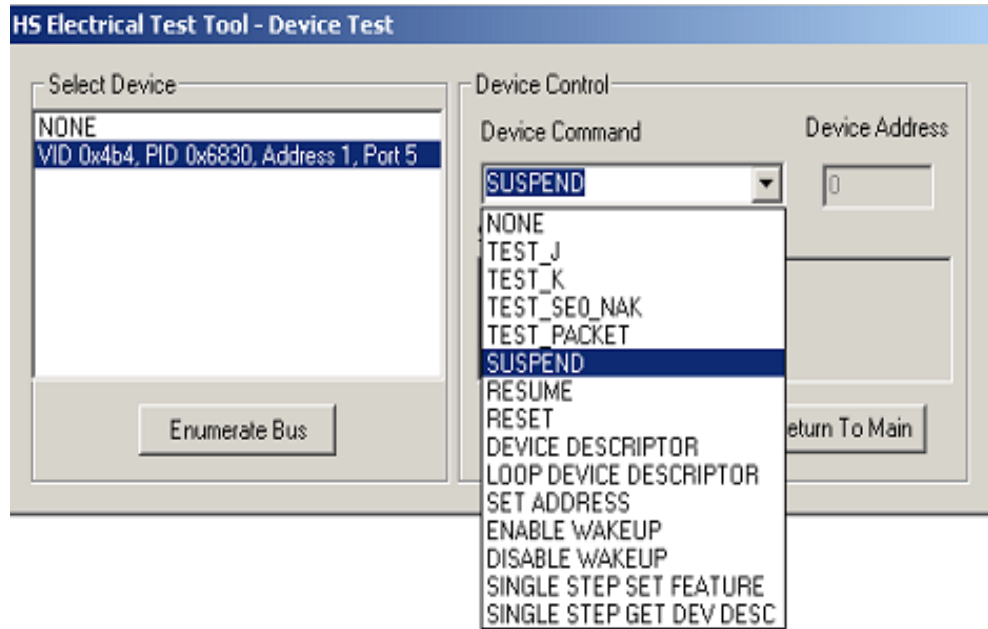 HS Electrical Test Tool - Device Test
Select Device
NONE
VID 0x4b4, PID 0x6830, Address 1, Port 5
Enumerate Bus
Device Control
Device Command
Device Address
SUSPEND
0
NONE
TEST_J
TEST_K
TEST_SE0_NAK
TEST_PACKET
SUSPEND
RESUME
RESET
DEVICE DESCRIPTOR
LOOP DEVICE DESCRIPTOR
SET ADDRESS
ENABLE WAKEUP
DISABLE WAKEUP
SINGLE STEP SET FEATURE
SINGLE STEP GET DEV DESC
eturn To Main